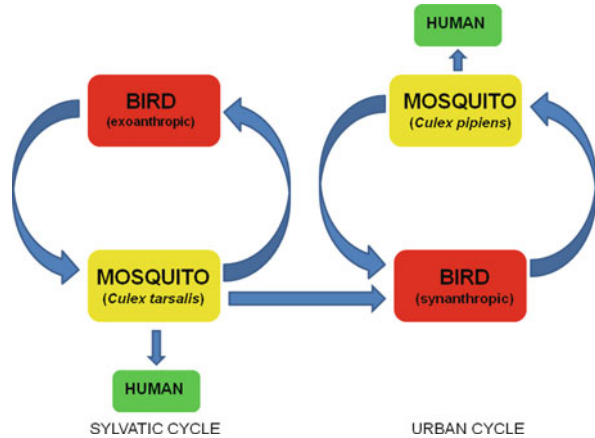 HUMAN
BIRD
(exoanthropic)
MOSQUITO
(Culex pipiens)
MOSQUITO
(Culex tarsalis)
BIRD
(synanthropic)
HUMAN
SYLVATIC CYCLE
URBAN CYCLE